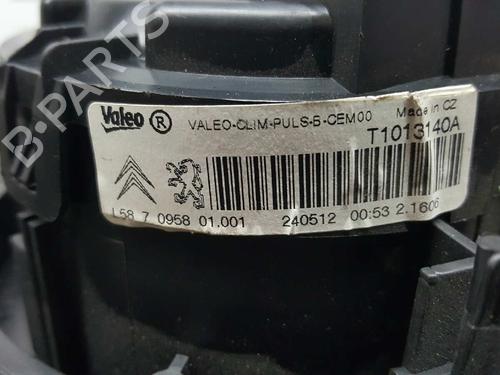 B-PARTS
Valeo ® VALEO-CLIM-PULS-B-CEM00 Made in CZ
T1013140A
L58 7 0958 01.001 240512 00:53 2.1606